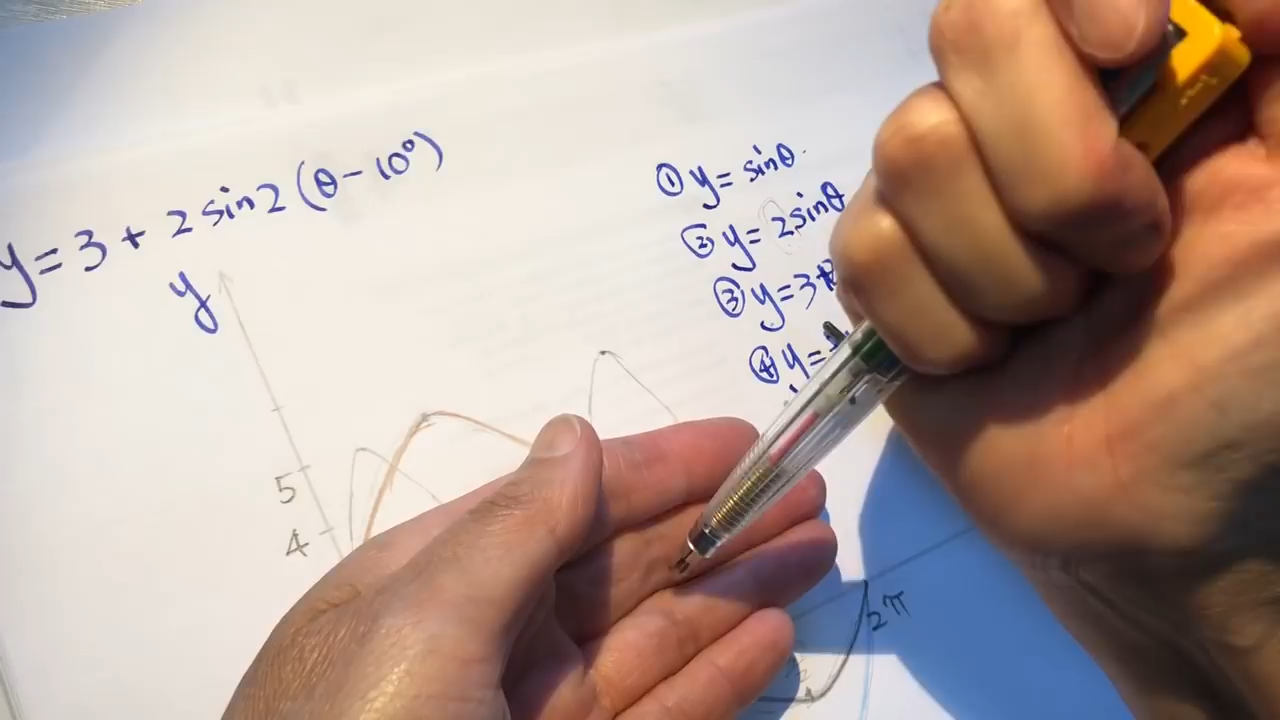 y = 3 + 2 sin 2 (θ - 10°)
① y = sinθ
② y = 2sinθ
③ y = 3+
④ y =
y
5
4
2π